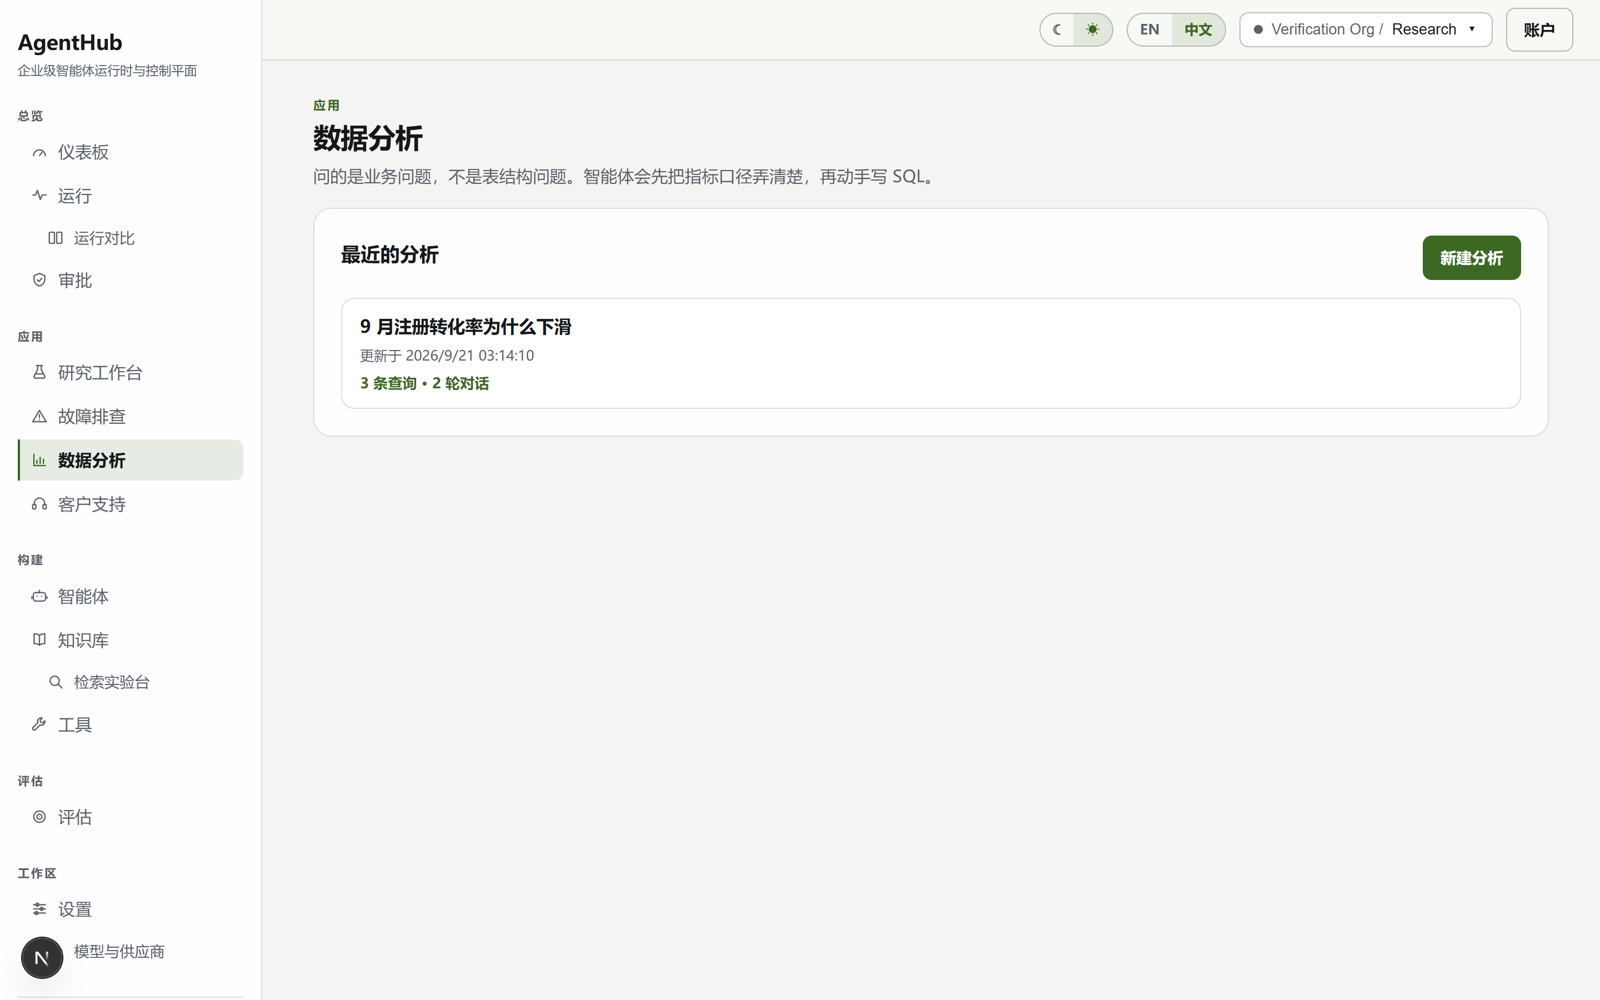 AgentHub
企业级智能体运行时与控制平面
总览
仪表板
运行
运行对比
审批
应用
研究工作台
故障排查
数据分析
客户支持
构建
智能体
知识库
检索实验台
工具
评估
评估
工作区
设置
模型与供应商
N
EN 中文
Verification Org / Research
账户
应用
数据分析
问的是业务问题，不是表结构问题。智能体会先把指标口径弄清楚，再动手写 SQL。
最近的分析
新建分析
9 月注册转化率为什么下滑
更新于 2026/9/21 03:14:10
3 条查询 • 2 轮对话